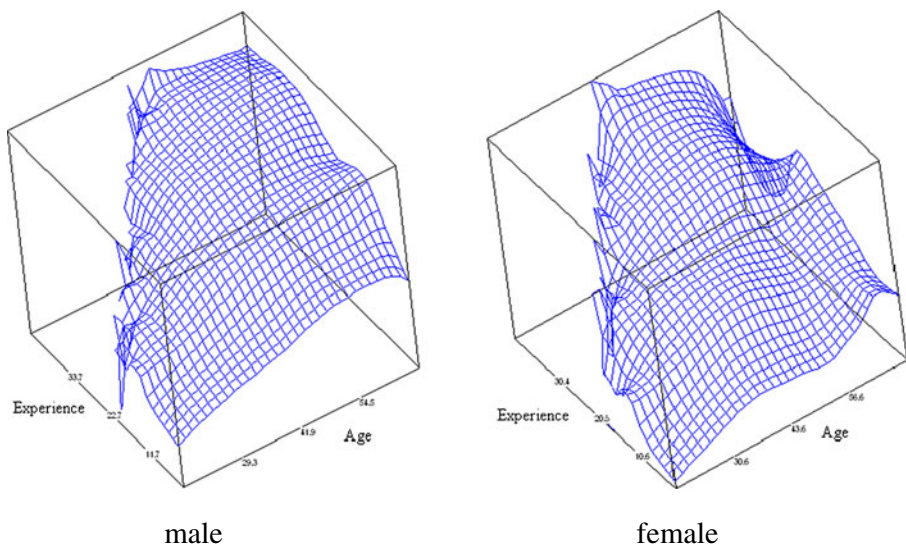 33.7
Experience
22.7
11.7
29.3
41.9
54.5
Age
male
30.4
Experience
20.5
10.6
30.6
43.6
56.6
Age
female